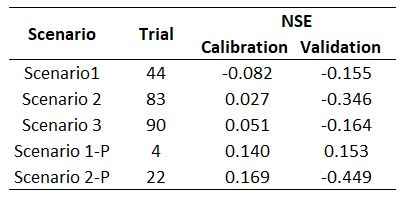 Scenario Trial NSE
Calibration Validation
Scenario1 44 -0.082 -0.155
Scenario 2 83 0.027 -0.346
Scenario 3 90 0.051 -0.164
Scenario 1-P 4 0.140 0.153
Scenario 2-P 22 0.169 -0.449